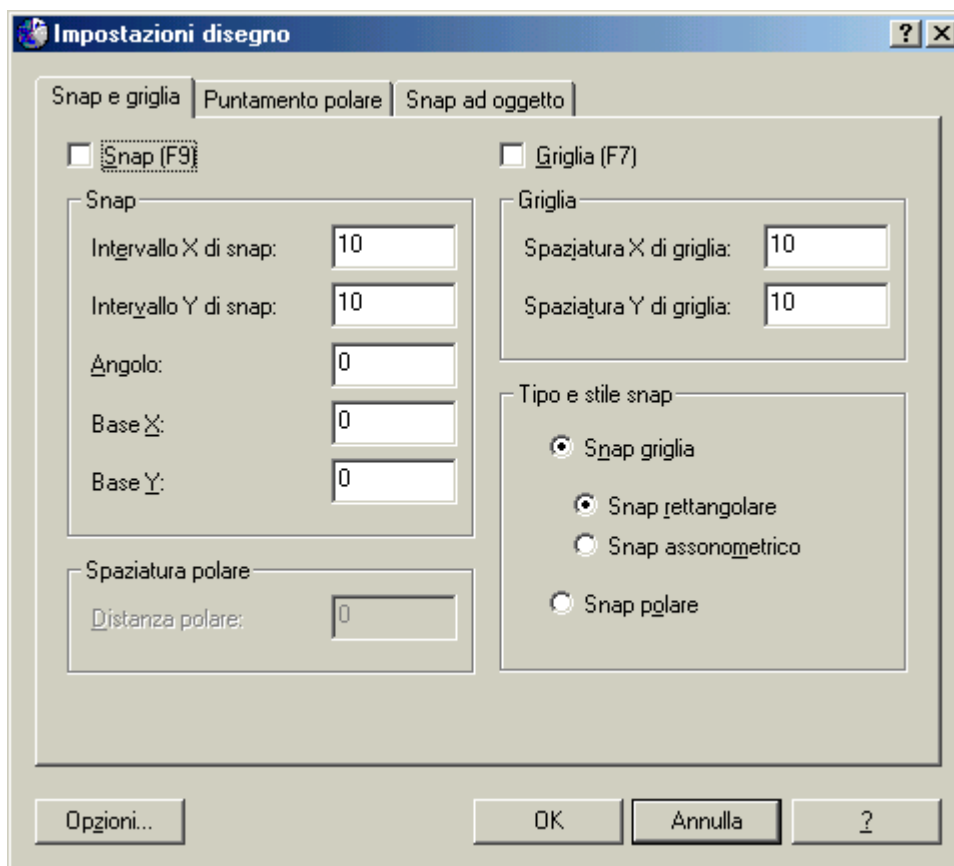 Impostazioni disegno
Snap e griglia
Puntamento polare
Snap ad oggetto
Snap (F9)
Snap
Intervallo X di snap: 10
Intervallo Y di snap: 10
Angolo: 0
Base X: 0
Base Y: 0
Spaziatura polare
Distanza polare: 0
Griglia (F7)
Griglia
Spaziatura X di griglia: 10
Spaziatura Y di griglia: 10
Tipo e stile snap
Snap griglia
Snap rettangolare
Snap assonometrico
Snap polare
Opzioni...
OK
Annulla
?